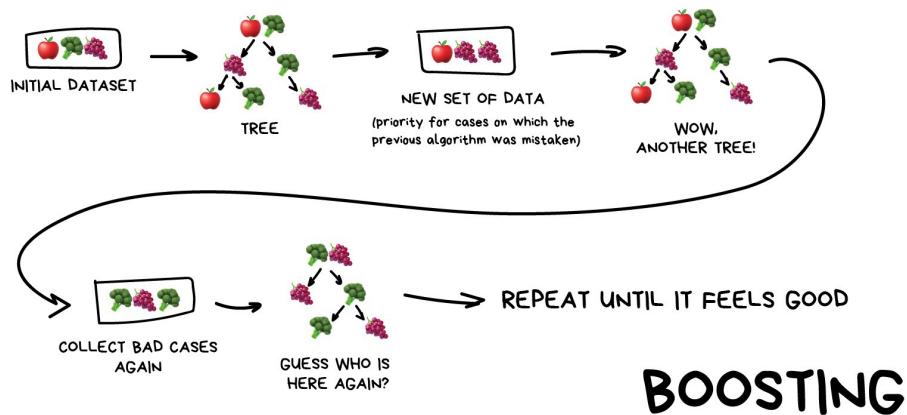 INITIAL DATASET
TREE
NEW SET OF DATA
(priority for cases on which the
previous algorithm was mistaken)
WOW,
ANOTHER TREE!
COLLECT BAD CASES
AGAIN
GUESS WHO IS
HERE AGAIN?
REPEAT UNTIL IT FEELS GOOD
BOOSTING